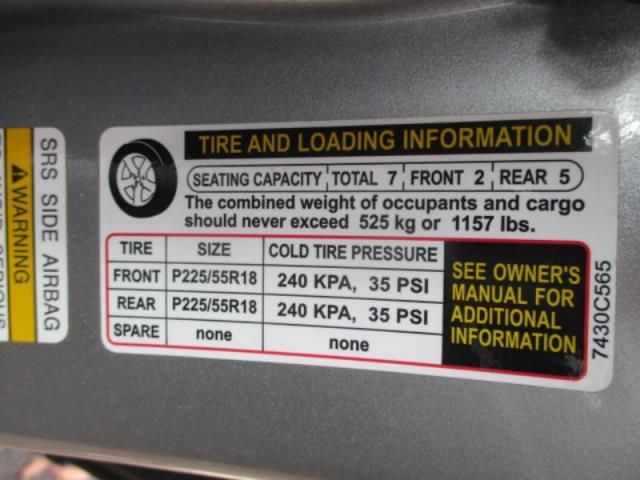 TIRE AND LOADING INFORMATION
SEATING CAPACITY TOTAL 7 FRONT 2 REAR 5
The combined weight of occupants and cargo
should never exceed 525 kg or 1157 lbs.
TIRE SIZE COLD TIRE PRESSURE
FRONT P225/55R18 240 KPA, 35 PSI
REAR P225/55R18 240 KPA, 35 PSI
SPARE none none
SEE OWNER'S
MANUAL FOR
ADDITIONAL
INFORMATION
7430C565
SRS SIDE AIRBAG
WARNING